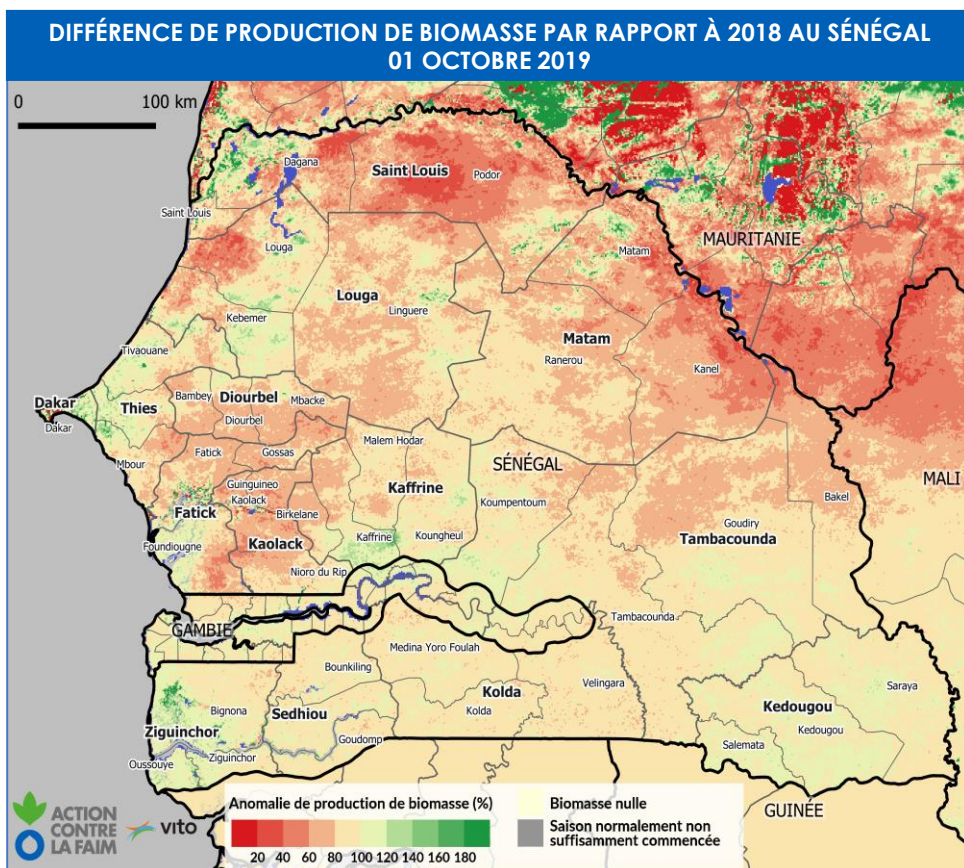 DIFFÉRENCE DE PRODUCTION DE BIOMASSE PAR RAPPORT À 2018 AU SÉNÉGAL
01 OCTOBRE 2019
0 100 km
Dagana
Saint Louis
Podor
Saint Louis
Louga
MAURITANIE
Matam
Louga
Linguere
Kebemer
Matam
Tivaouane
Ranerou
Kanel
Dakar
Dakar
Thies
Bambey
Diourbel
Mbacke
Diourbel
Malem Hodar
Mbour
Fatick
Gossas
SÉNÉGAL
MALI
Guinguineo
Kaolack
Kaffrine
Koumpentoum
Bakel
Birkelane
Fatick
Goudiry
Tambacounda
Foundiougne
Kaolack
Kaffrine
Koungheul
Nioro du Rip
Tambacounda
GAMBIE
Medina Yoro Foulah
Bounkiling
Velingara
Saraya
Kolda
Kolda
Bignona
Sedhiou
Kedougou
Kedougou
Ziguinchor
Goudomp
Salemata
Oussouye
Ziguinchor
GUINÉE
Anomalie de production de biomasse (%)
20 40 60 80 100 120 140 160 180
Biomasse nulle
Saison normalement non
suffisamment commencée
ACTION
CONTRE
LA FAIM
vito